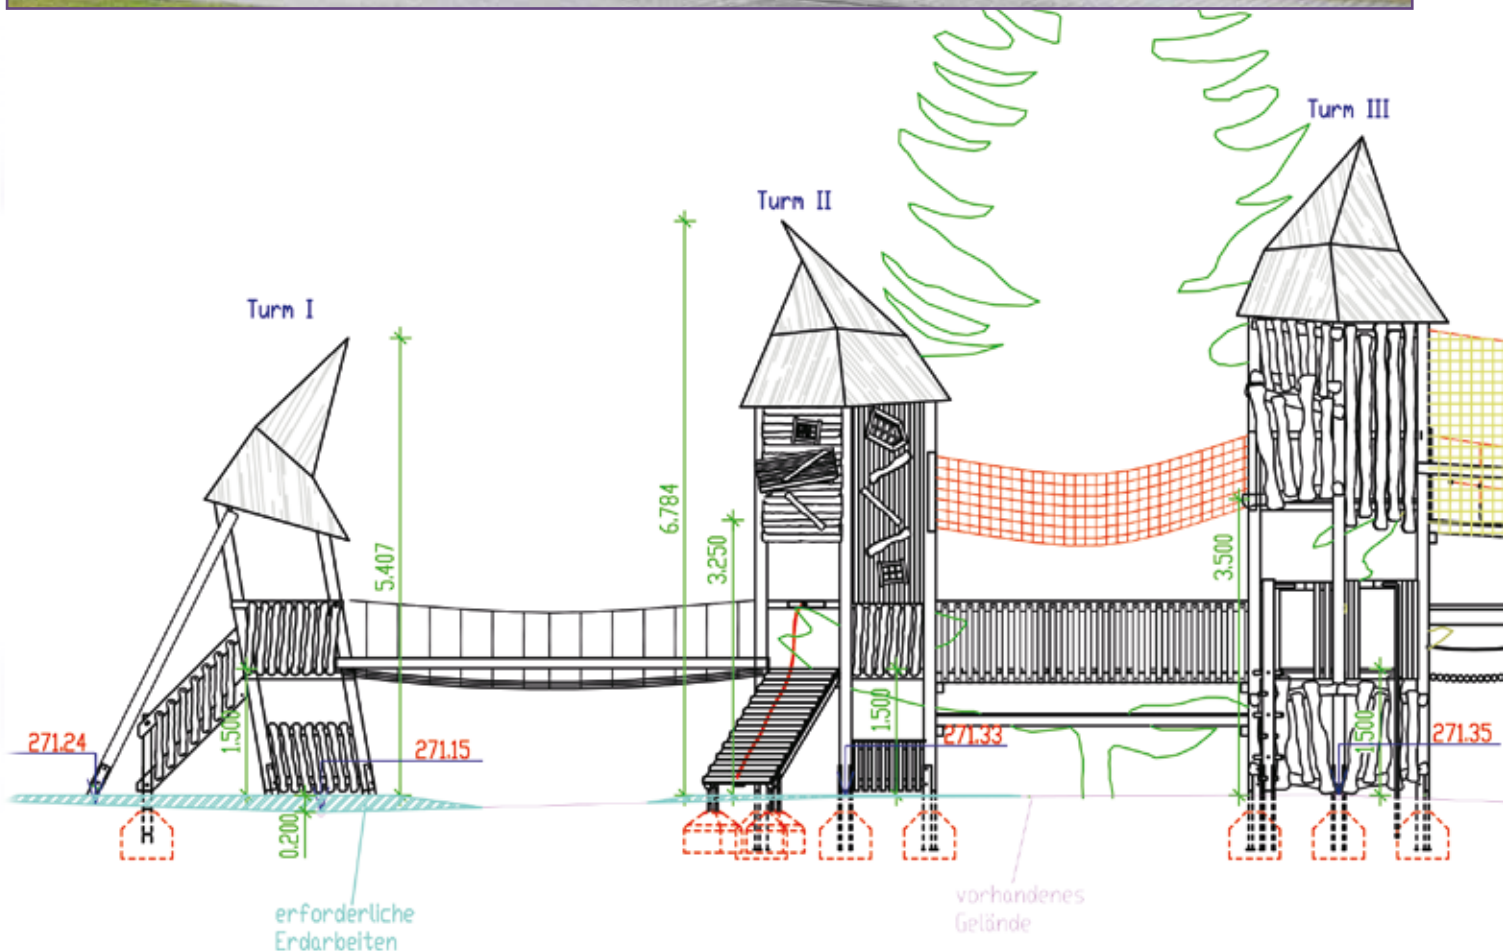 Turm III
Turm II
Turm I
6.784
5.407
3.250
3.500
1.500
1.500
1.500
271.24
271.15
271.33
271.35
0.200
erforderliche
Erdarbeiten
vorhandenes
Gelände